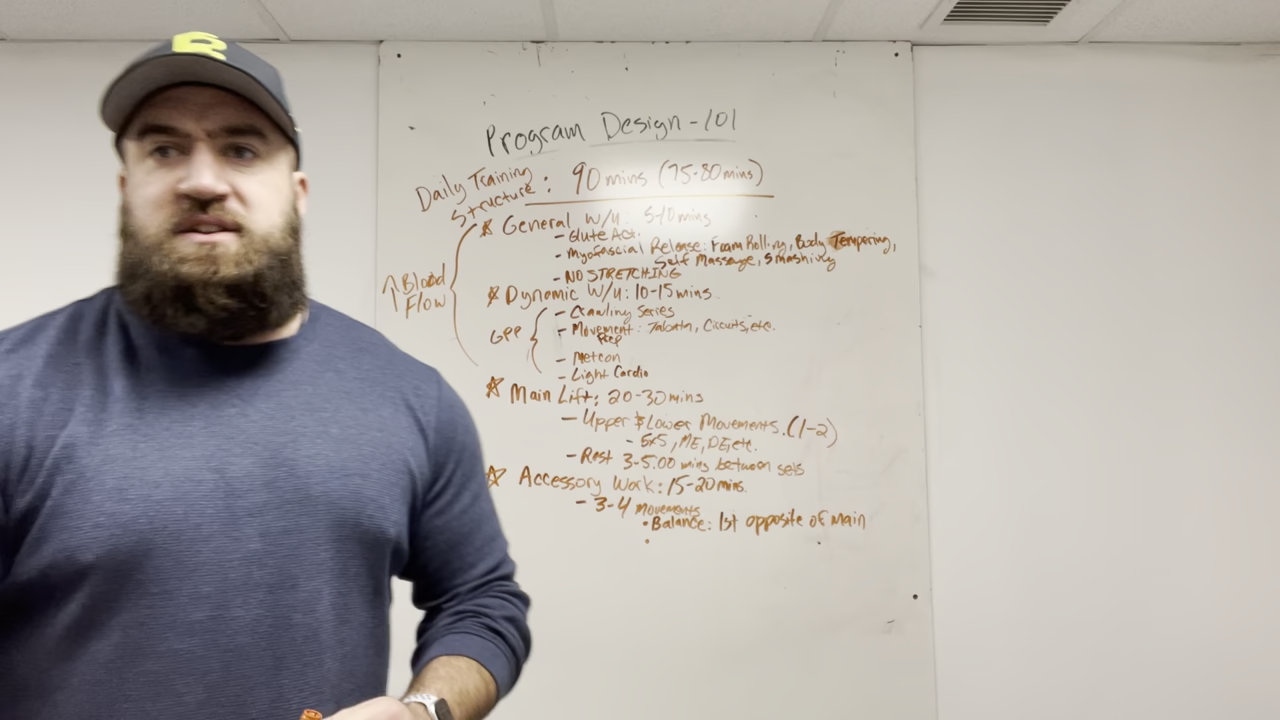 Program Design - 101
Daily Training Structure: 90 mins (75-80 mins)
☆ General W/U: 5-10 mins
- Glute Act.
- Myofascial Release: Foam Rolling, Body Tempering,
Self Massage, Smashing
- NO STRETCHING
↑ Blood Flow
☆ Dynamic W/U: 10-15 mins
GPP
- Crawling Series
- Movement: Tabata, Circuits, etc.
Prep
- Metcon
- Light Cardio
☆ Main Lift: 20-30 mins
- Upper & Lower Movements. (1-2)
- 5x5, ME, DE, etc.
- Rest 3-5:00 mins between sets
☆ Accessory Work: 15-20 mins.
- 3-4 movements
• Balance: 1st opposite of Main
•